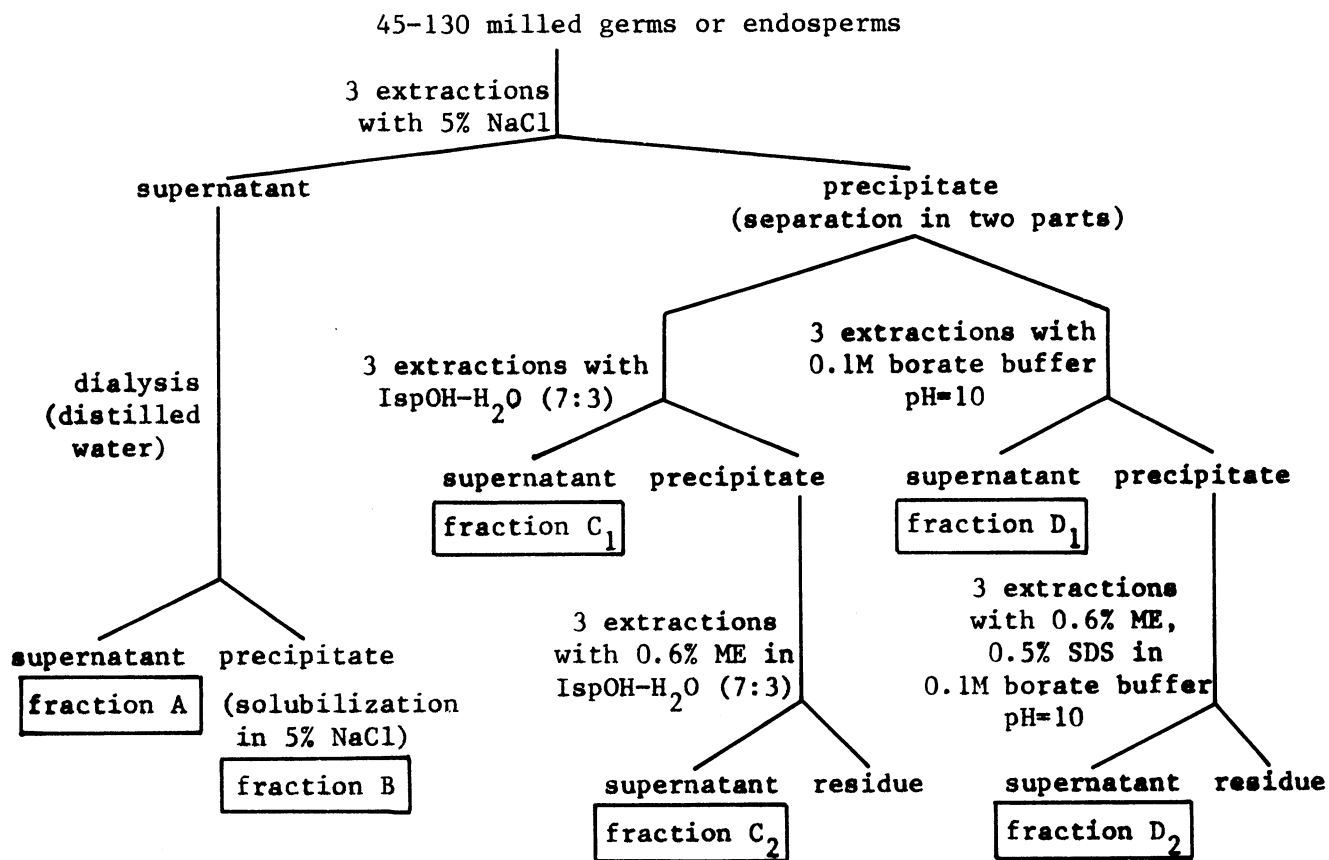 45-130 milled germs or endosperms
3 extractions
with 5% NaCl
supernatant
precipitate
(separation in two parts)
dialysis
(distilled
water)
3 extractions with
IspOH-H₂O (7:3)
3 extractions with
0.1M borate buffer
pH=10
supernatant precipitate
fraction C₁
supernatant precipitate
fraction D₁
supernatant precipitate
fraction A
(solubilization
in 5% NaCl)
fraction B
3 extractions
with 0.6% ME in
IspOH-H₂O (7:3)
3 extractions
with 0.6% ME,
0.5% SDS in
0.1M borate buffer
pH=10
supernatant residue
fraction C₂
supernatant residue
fraction D₂